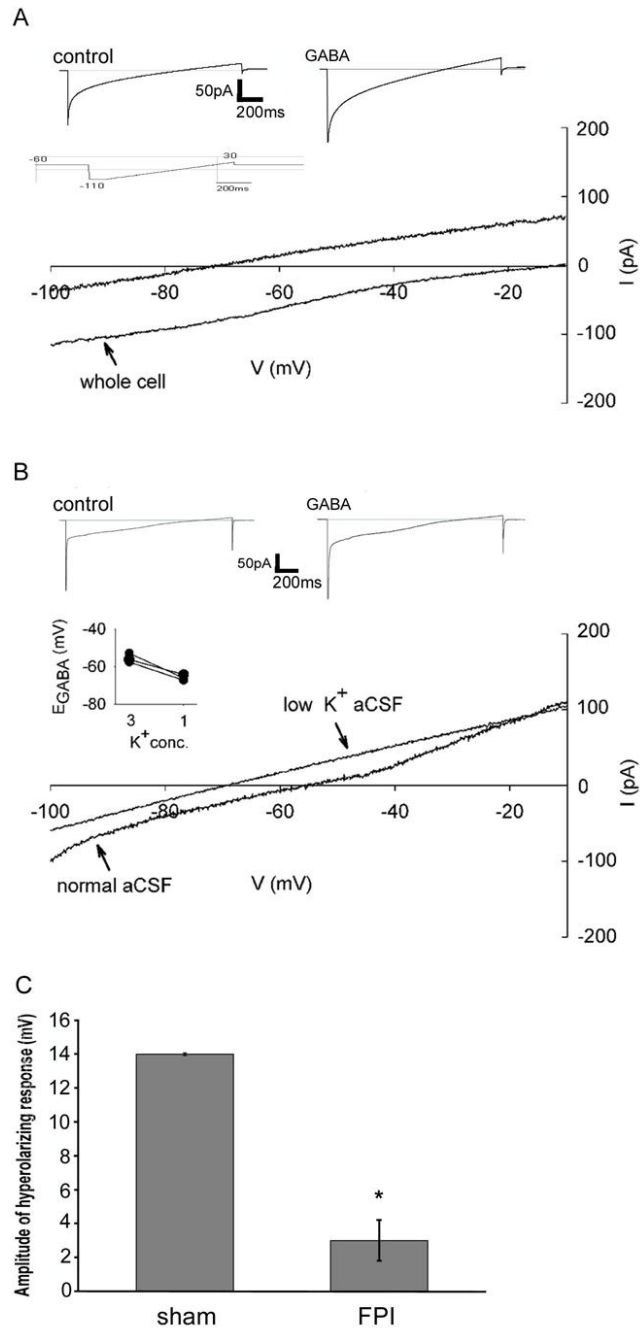 A
control
GABA
50pA
200ms
-60
30
-110
200ms
200
100
0
-100
-200
I (pA)
-100
-80
-60
-40
-20
V (mV)
whole cell
B
control
GABA
50pA
200ms
EGABA (mV)
-40
-60
-80
3
1
K+ conc.
low K+ aCSF
200
100
0
-100
-200
I (pA)
-100
-80
-60
-40
-20
V (mV)
normal aCSF
C
Amplitude of hyperolarizing response (mV)
16
14
12
10
8
6
4
2
0
*
sham
FPI